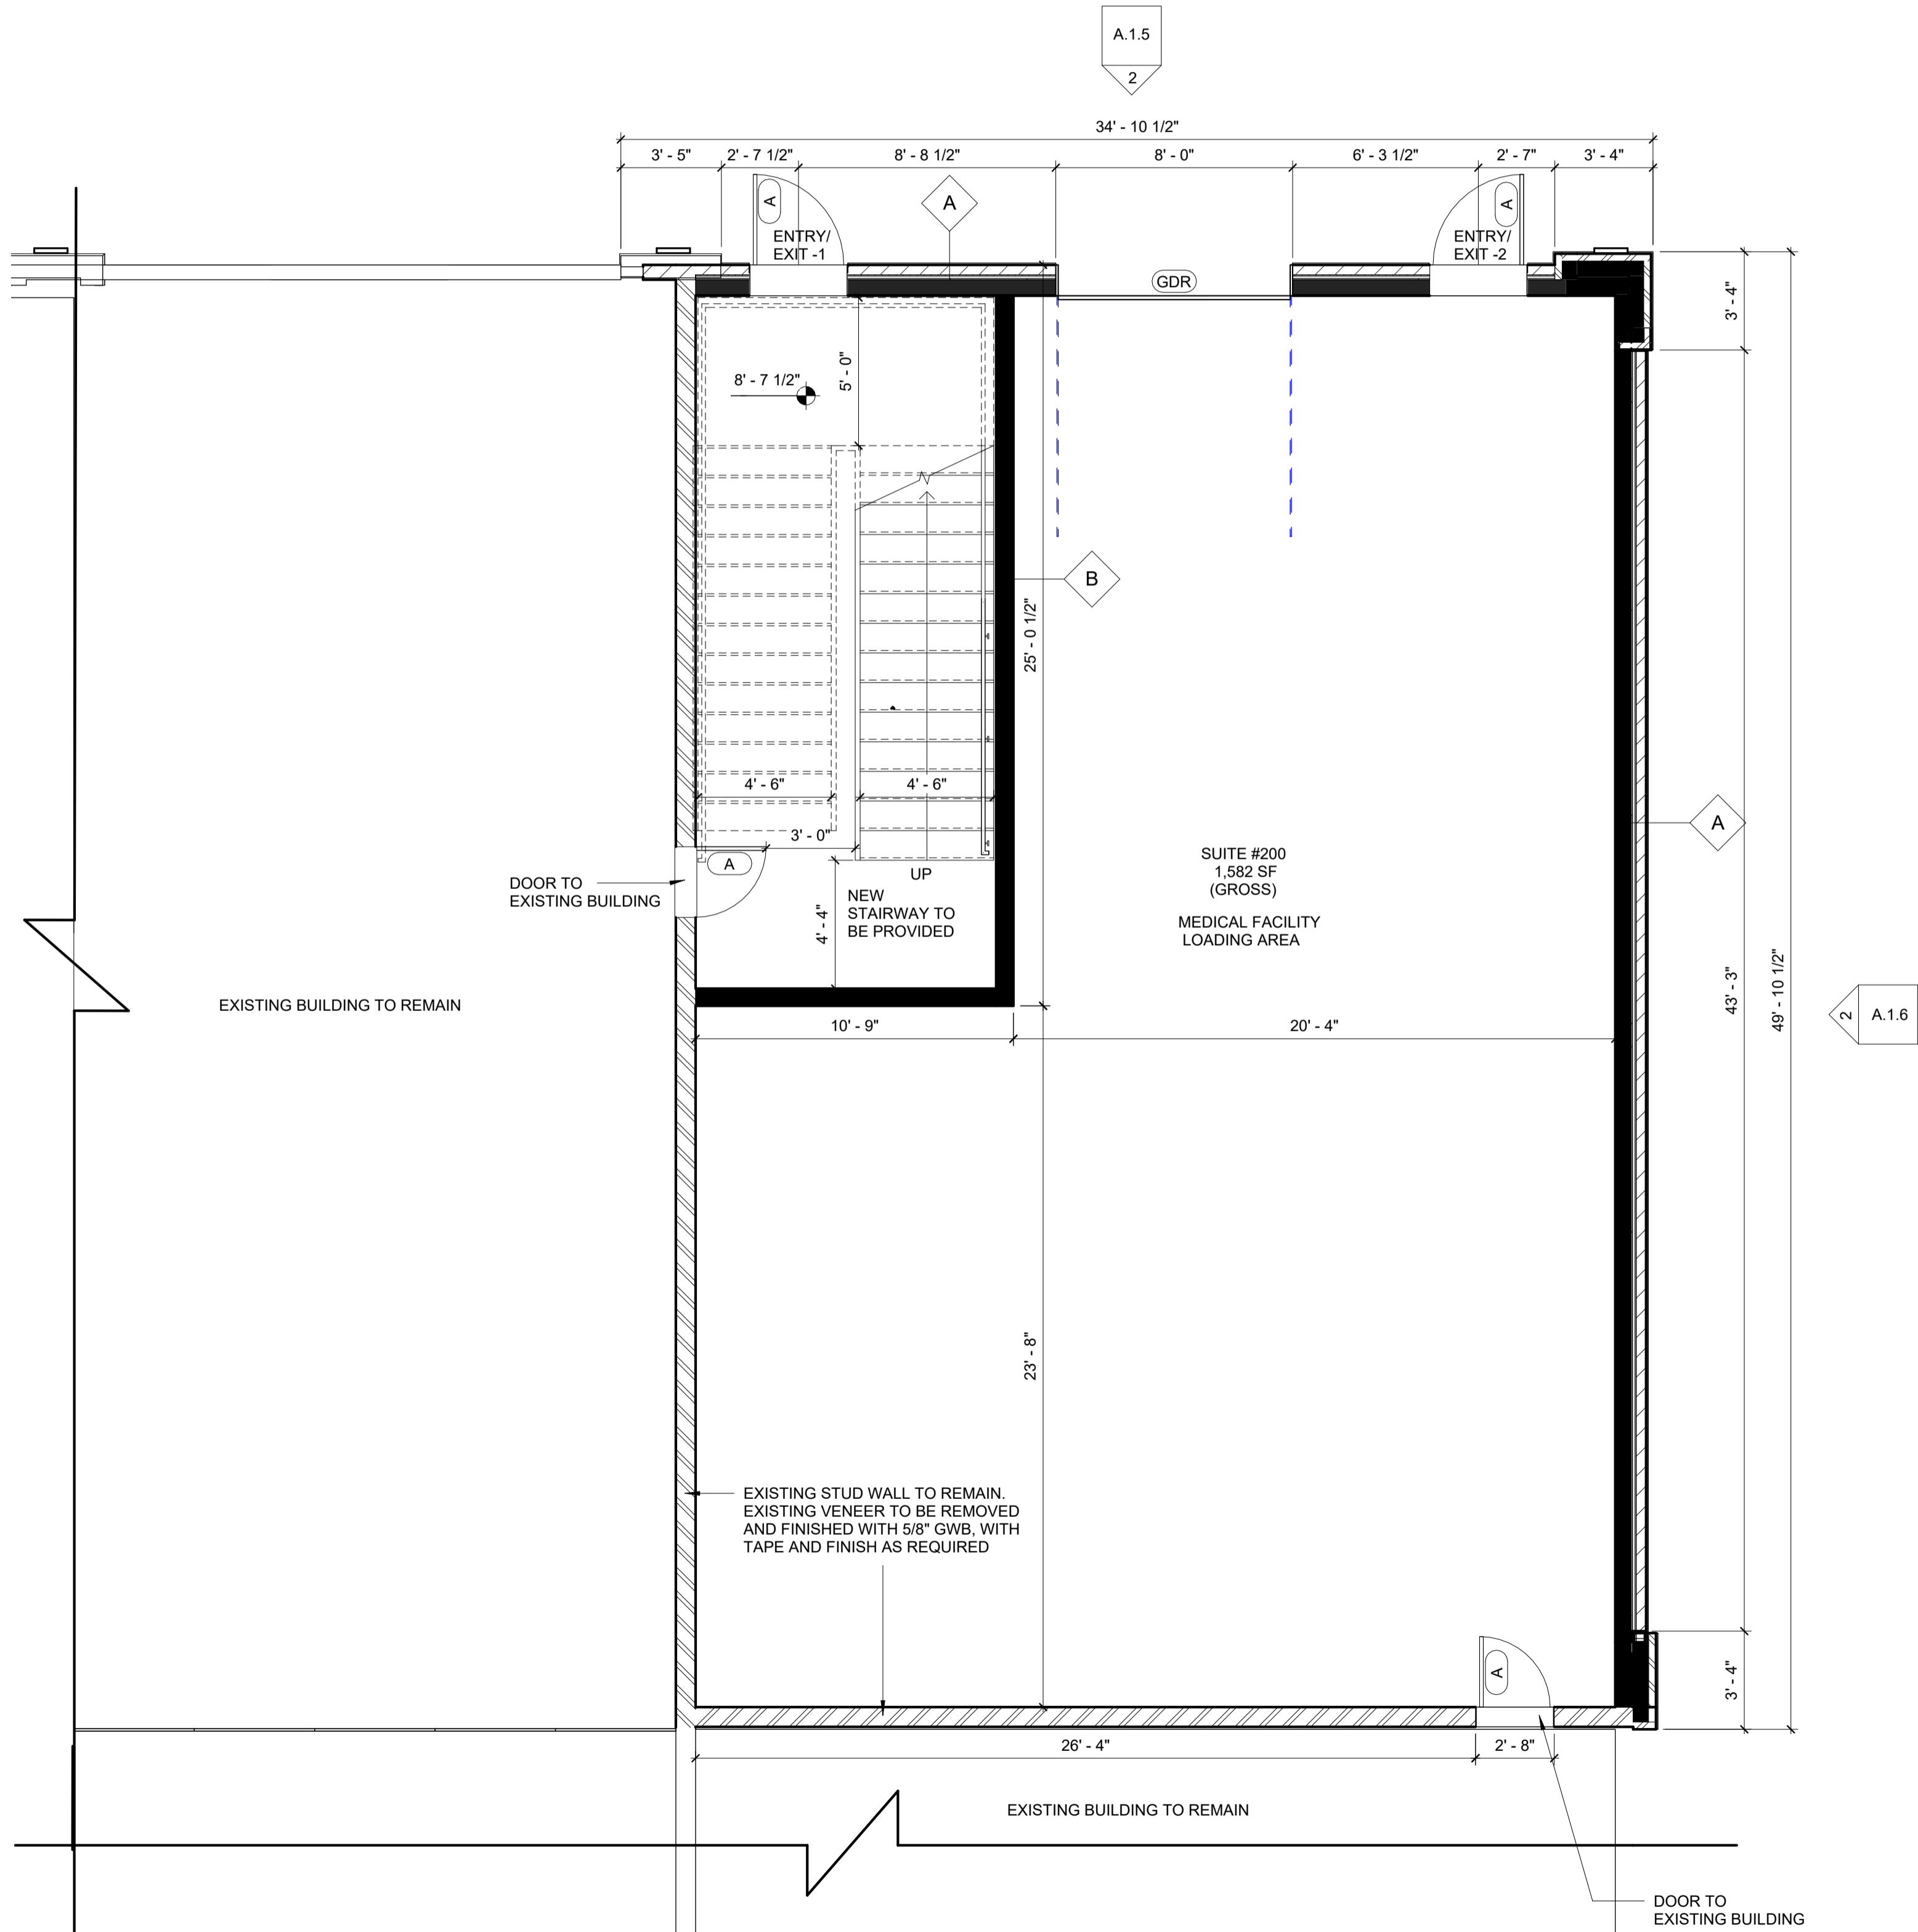 A.1.5
2
34' - 10 1/2"
3' - 5"
2' - 7 1/2"
8' - 8 1/2"
8' - 0"
6' - 3 1/2"
2' - 7"
3' - 4"
A
A
A
ENTRY/
EXIT -1
ENTRY/
EXIT -2
GDR
3' - 4"
8' - 7 1/2"
5' - 0"
B
25' - 0 1/2"
4' - 6"
4' - 6"
3' - 0"
A
A
UP
DOOR TO
EXISTING BUILDING
NEW
STAIRWAY TO
BE PROVIDED
4' - 4"
SUITE #200
1,582 SF
(GROSS)
MEDICAL FACILITY
LOADING AREA
EXISTING BUILDING TO REMAIN
43' - 3"
49' - 10 1/2"
2
A.1.6
10' - 9"
20' - 4"
23' - 8"
EXISTING STUD WALL TO REMAIN.
EXISTING VENEER TO BE REMOVED
AND FINISHED WITH 5/8" GWB, WITH
TAPE AND FINISH AS REQUIRED
A
3' - 4"
26' - 4"
2' - 8"
EXISTING BUILDING TO REMAIN
DOOR TO
EXISTING BUILDING